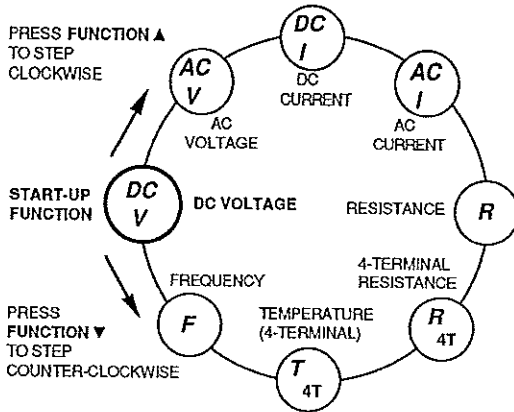 PRESS FUNCTION ▲
TO STEP
CLOCKWISE
AC
V
AC
VOLTAGE
DC
I
DC
CURRENT
AC
I
AC
CURRENT
START-UP
FUNCTION
DC
V
DC VOLTAGE
RESISTANCE
R
4-TERMINAL
RESISTANCE
R
4T
TEMPERATURE
(4-TERMINAL)
T
4T
FREQUENCY
F
PRESS
FUNCTION ▼
TO STEP
COUNTER-CLOCKWISE